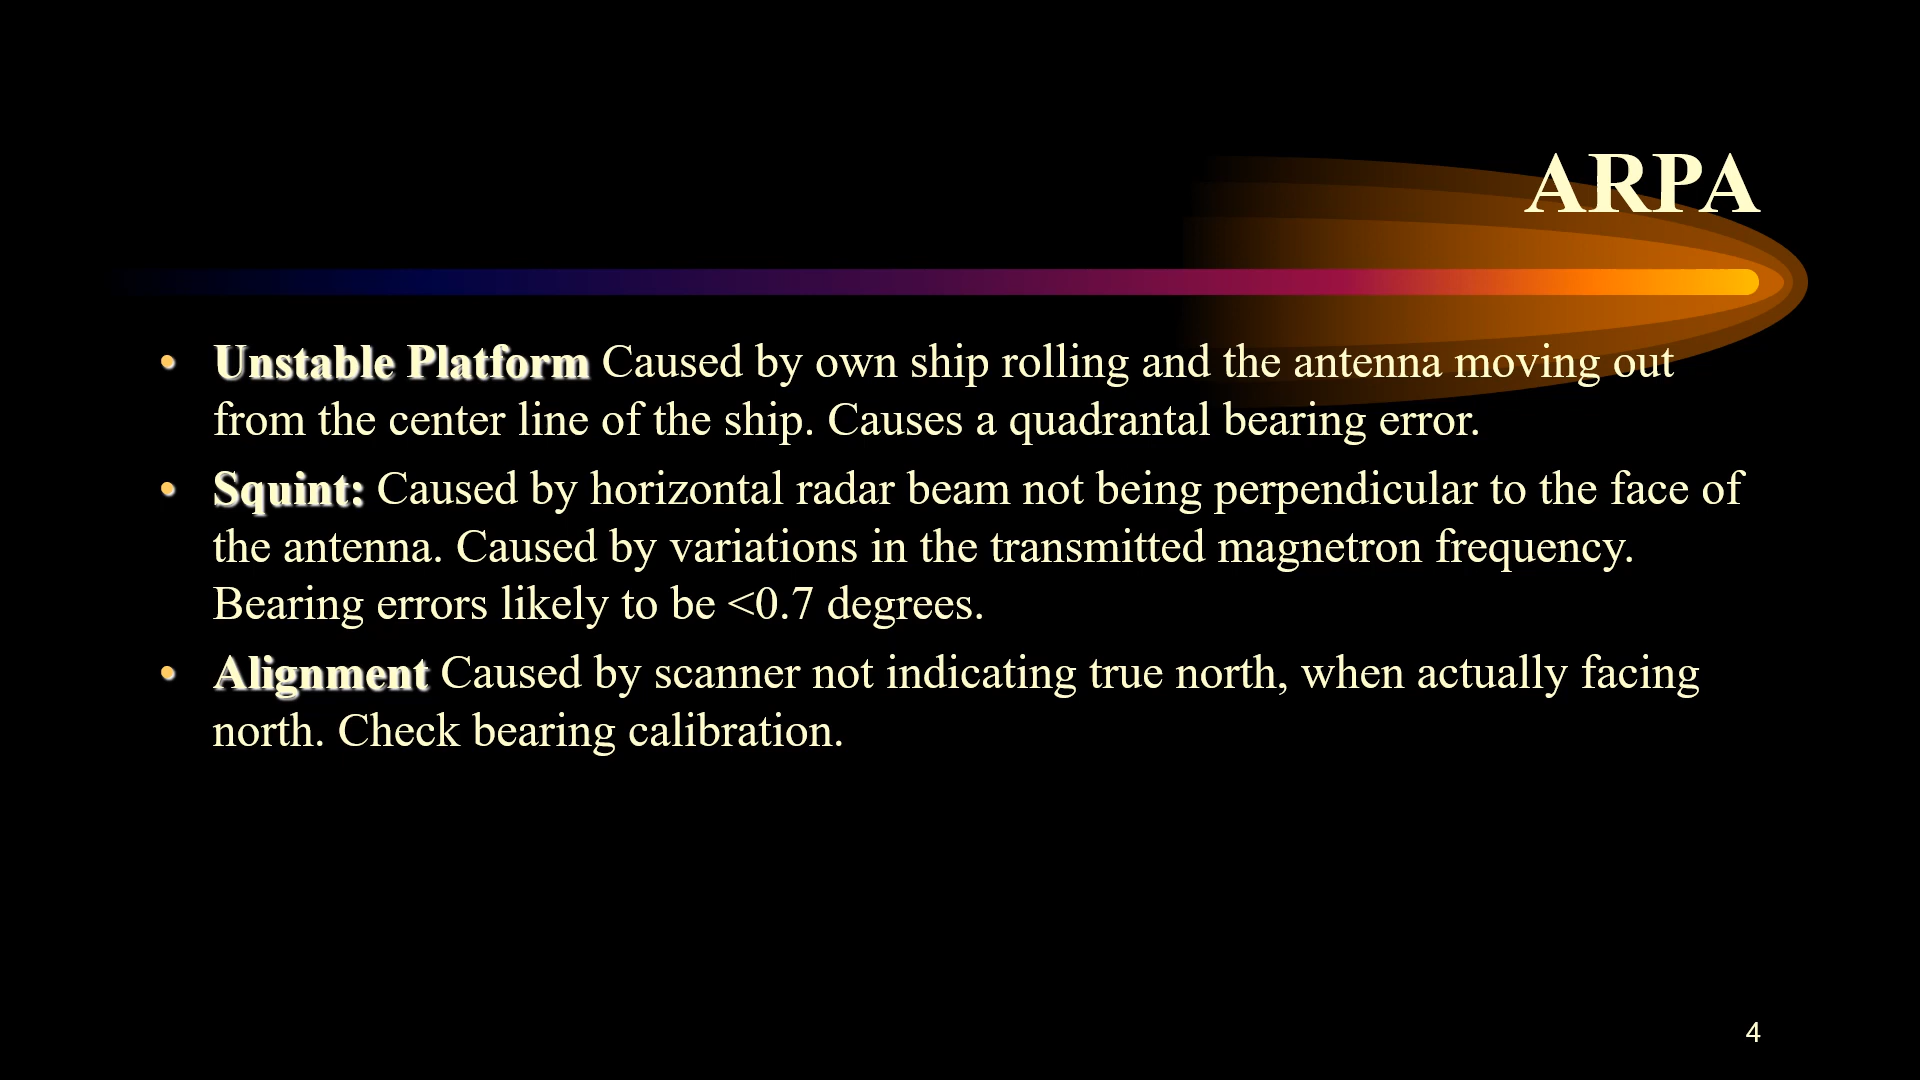 ARPA
• Unstable Platform Caused by own ship rolling and the antenna moving out
from the center line of the ship. Causes a quadrantal bearing error.
• Squint: Caused by horizontal radar beam not being perpendicular to the face of
the antenna. Caused by variations in the transmitted magnetron frequency.
Bearing errors likely to be <0.7 degrees.
• Alignment Caused by scanner not indicating true north, when actually facing
north. Check bearing calibration.
4